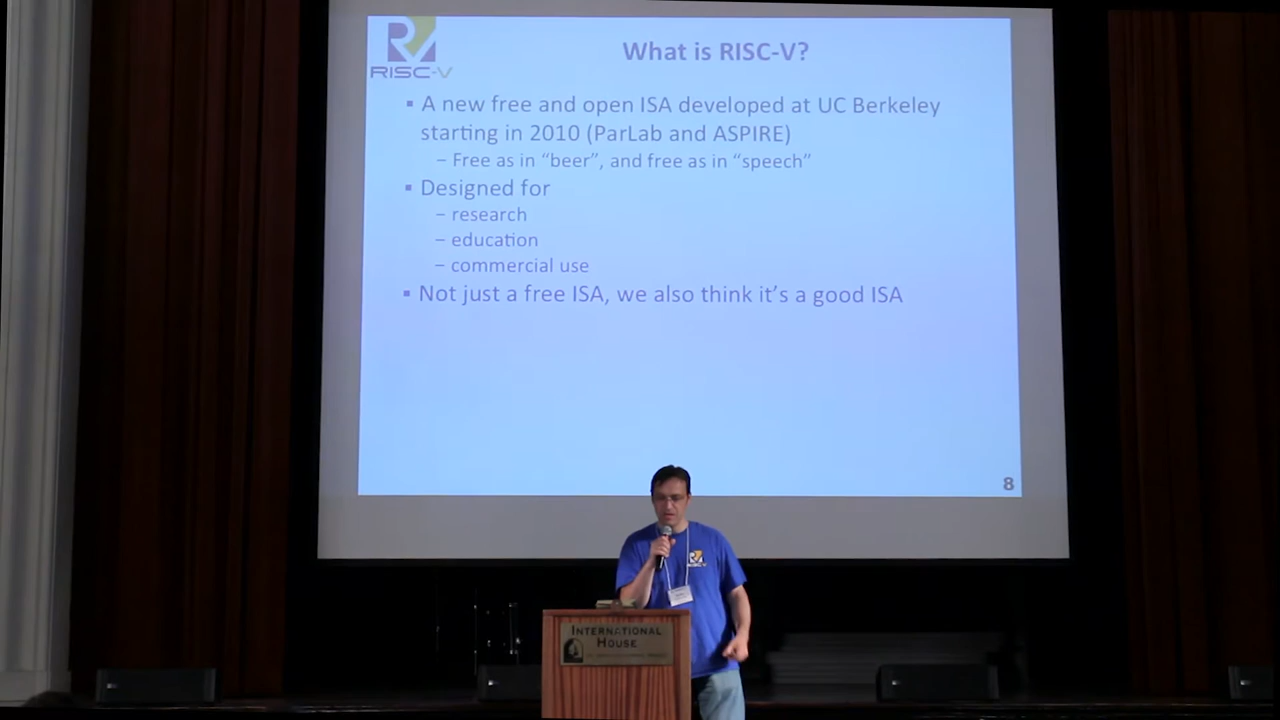 RISC-V
What is RISC-V?
▪ A new free and open ISA developed at UC Berkeley
starting in 2010 (ParLab and ASPIRE)
– Free as in “beer”, and free as in “speech”
▪ Designed for
– research
– education
– commercial use
▪ Not just a free ISA, we also think it’s a good ISA
8
INTERNATIONAL
HOUSE